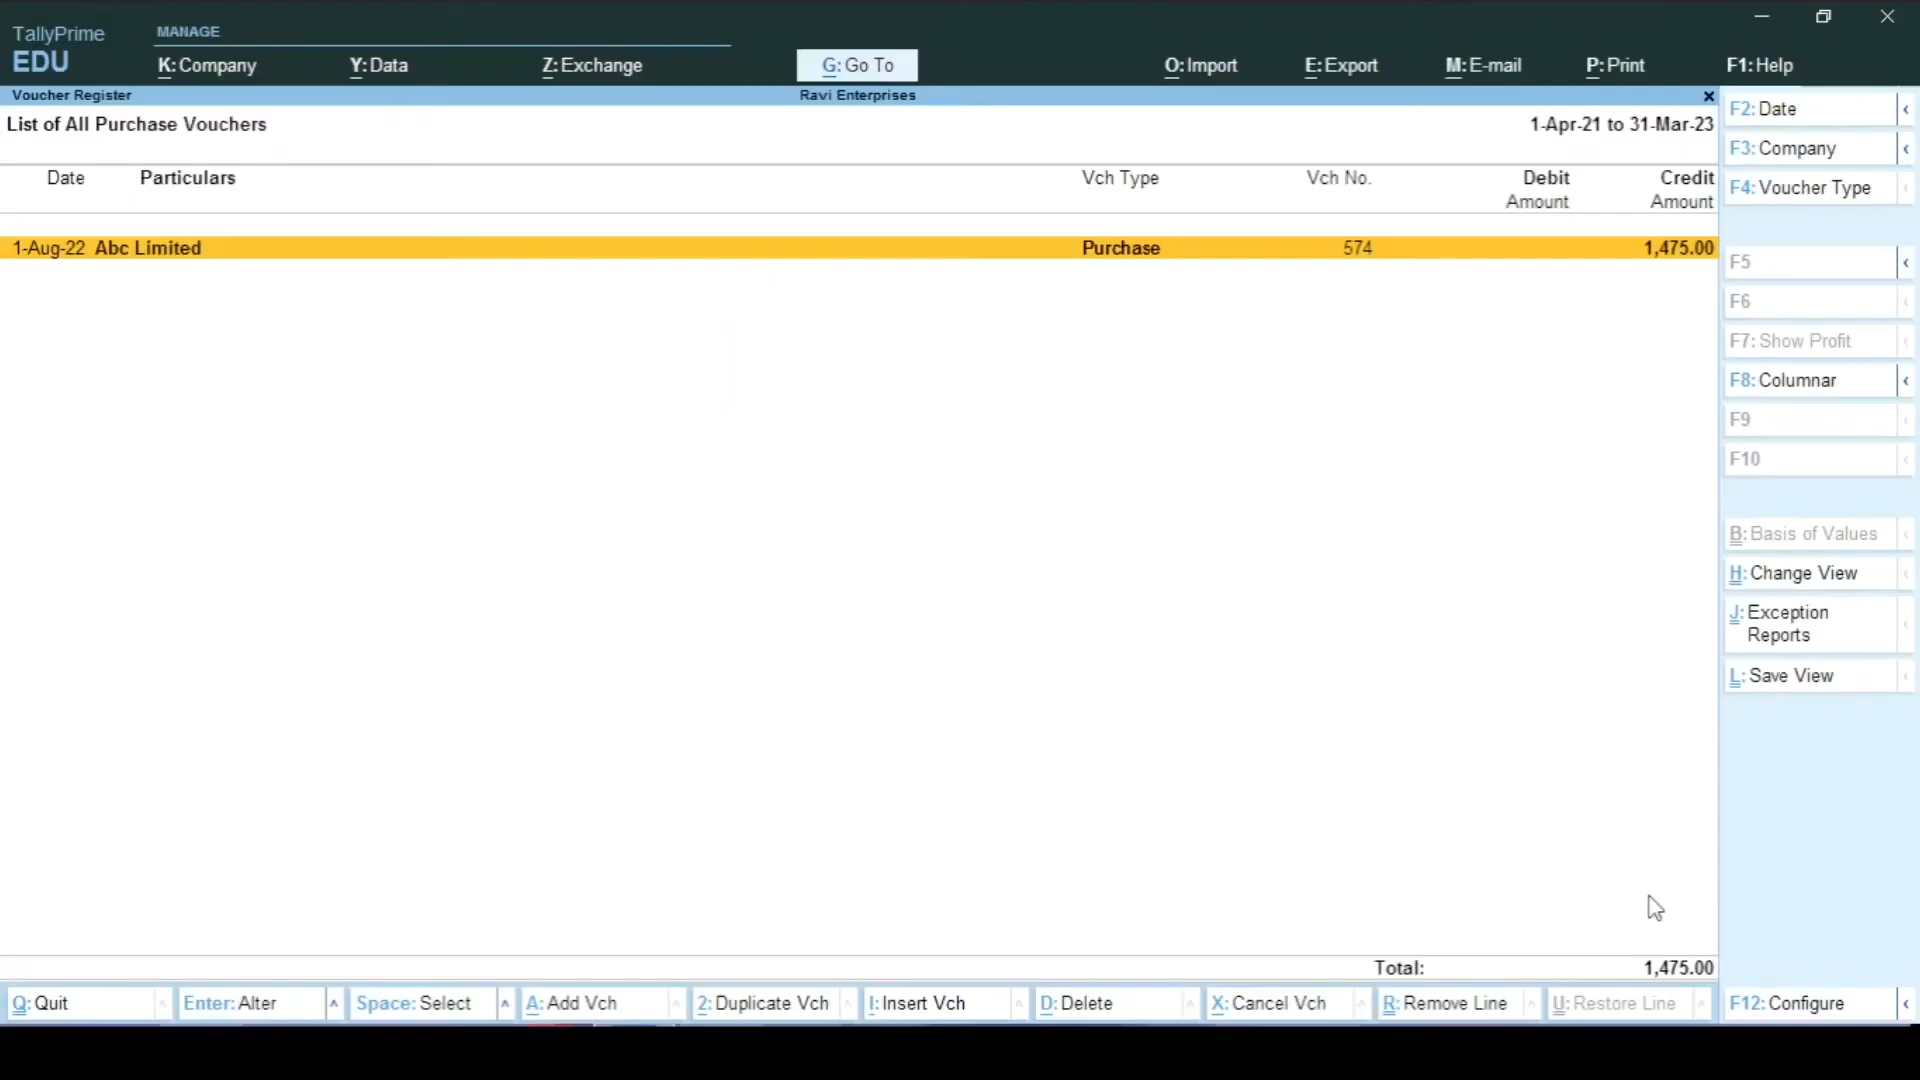 TallyPrime
EDU
MANAGE
K: Company
Y: Data
Z: Exchange
G: Go To
O: Import
E: Export
M: E-mail
P: Print
F1: Help
Voucher Register
Ravi Enterprises
List of All Purchase Vouchers
1-Apr-21 to 31-Mar-23
Date Particulars Vch Type Vch No. Debit Credit
Amount Amount
1-Aug-22 Abc Limited Purchase 574 1,475.00
Total: 1,475.00
F2: Date
F3: Company
F4: Voucher Type
F5
F6
F7: Show Profit
F8: Columnar
F9
F10
B: Basis of Values
H: Change View
J: Exception
Reports
L: Save View
Q: Quit
Enter: Alter
Space: Select
A: Add Vch
2: Duplicate Vch
I: Insert Vch
D: Delete
X: Cancel Vch
R: Remove Line
U: Restore Line
F12: Configure